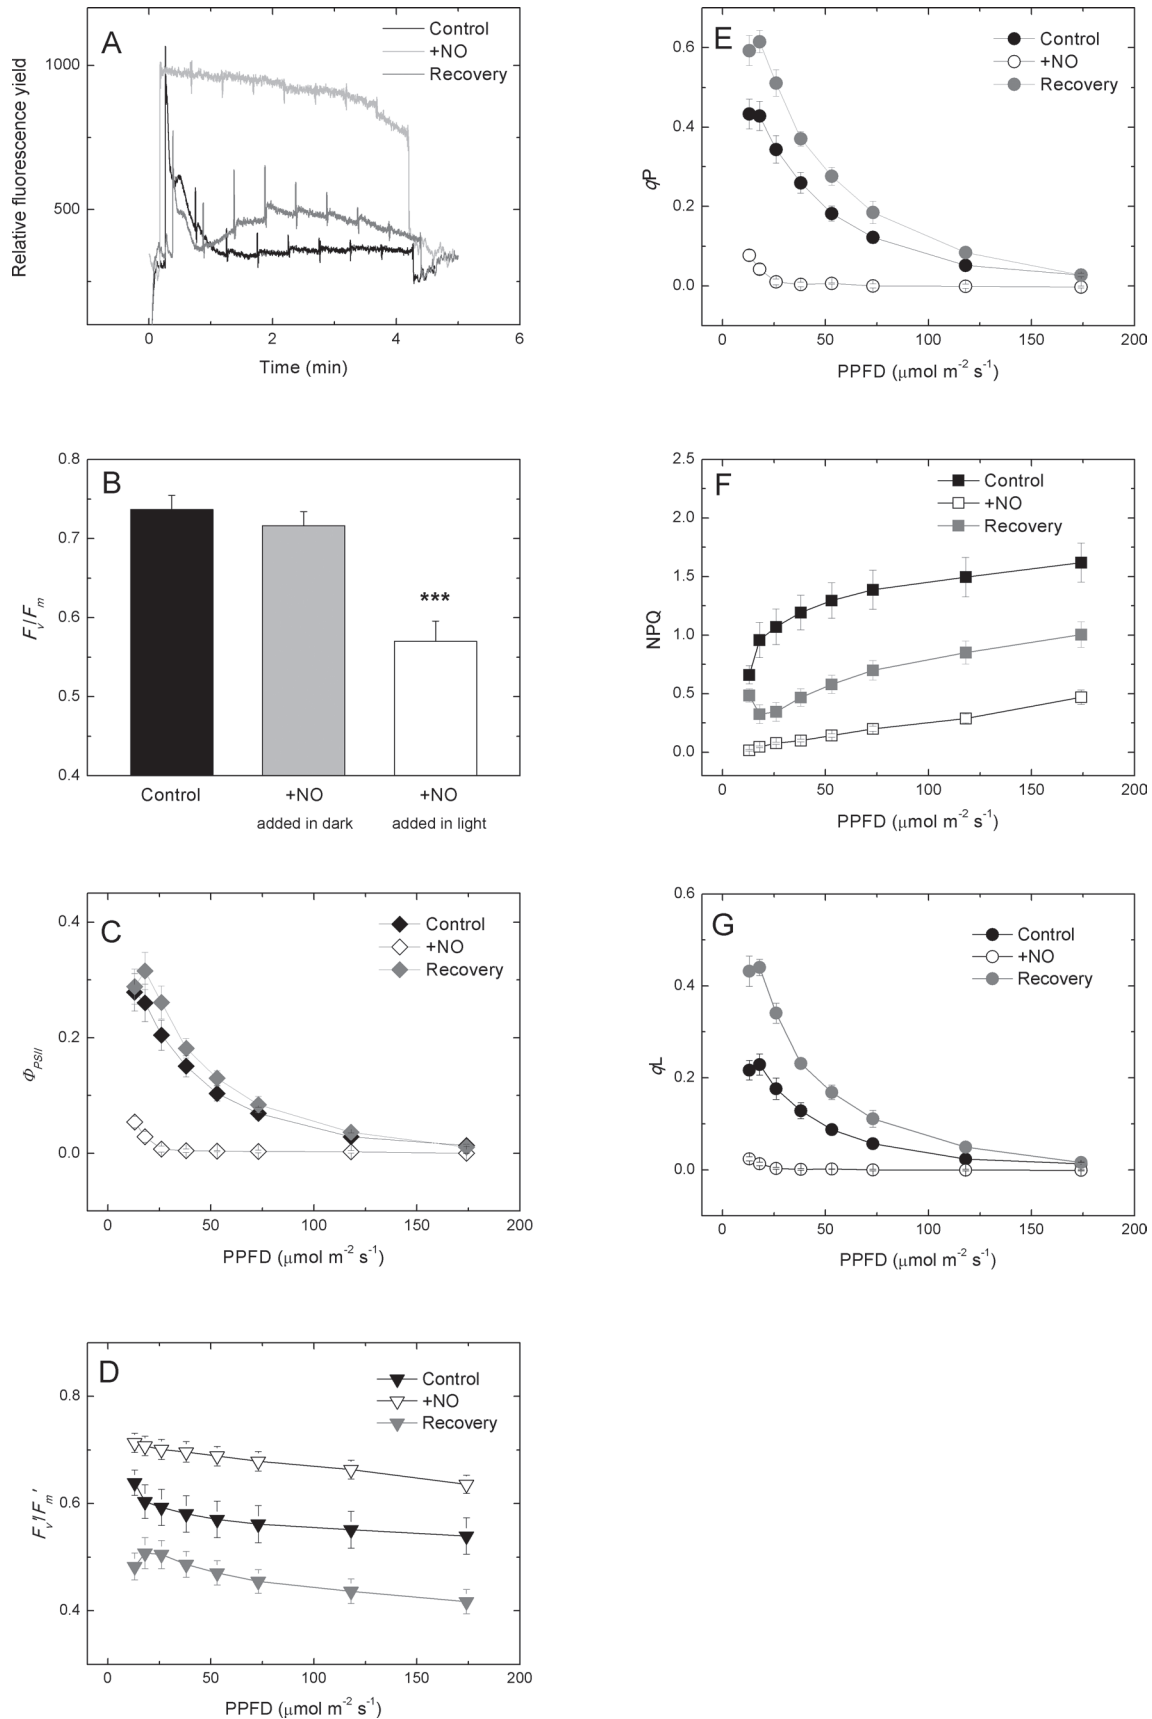 A
Control
+NO
Recovery
1000
500
Relative fluorescence yield
0
2
4
6
Time (min)
E
Control
+NO
Recovery
0.6
0.4
0.2
0.0
qP
0
50
100
150
200
PPFD (μmol m⁻² s⁻¹)
B
0.8
0.7
0.6
0.5
0.4
Fv/Fm
***
Control
+NO
+NO
added in dark
added in light
F
Control
+NO
Recovery
2.5
2.0
1.5
1.0
0.5
0.0
NPQ
0
50
100
150
200
PPFD (μmol m⁻² s⁻¹)
C
Control
+NO
Recovery
0.4
0.2
0.0
ΦPSII
0
50
100
150
200
PPFD (μmol m⁻² s⁻¹)
G
Control
+NO
Recovery
0.6
0.4
0.2
0.0
qL
0
50
100
150
200
PPFD (μmol m⁻² s⁻¹)
D
Control
+NO
Recovery
0.8
0.6
0.4
Fv'/Fm'
0
50
100
150
200
PPFD (μmol m⁻² s⁻¹)